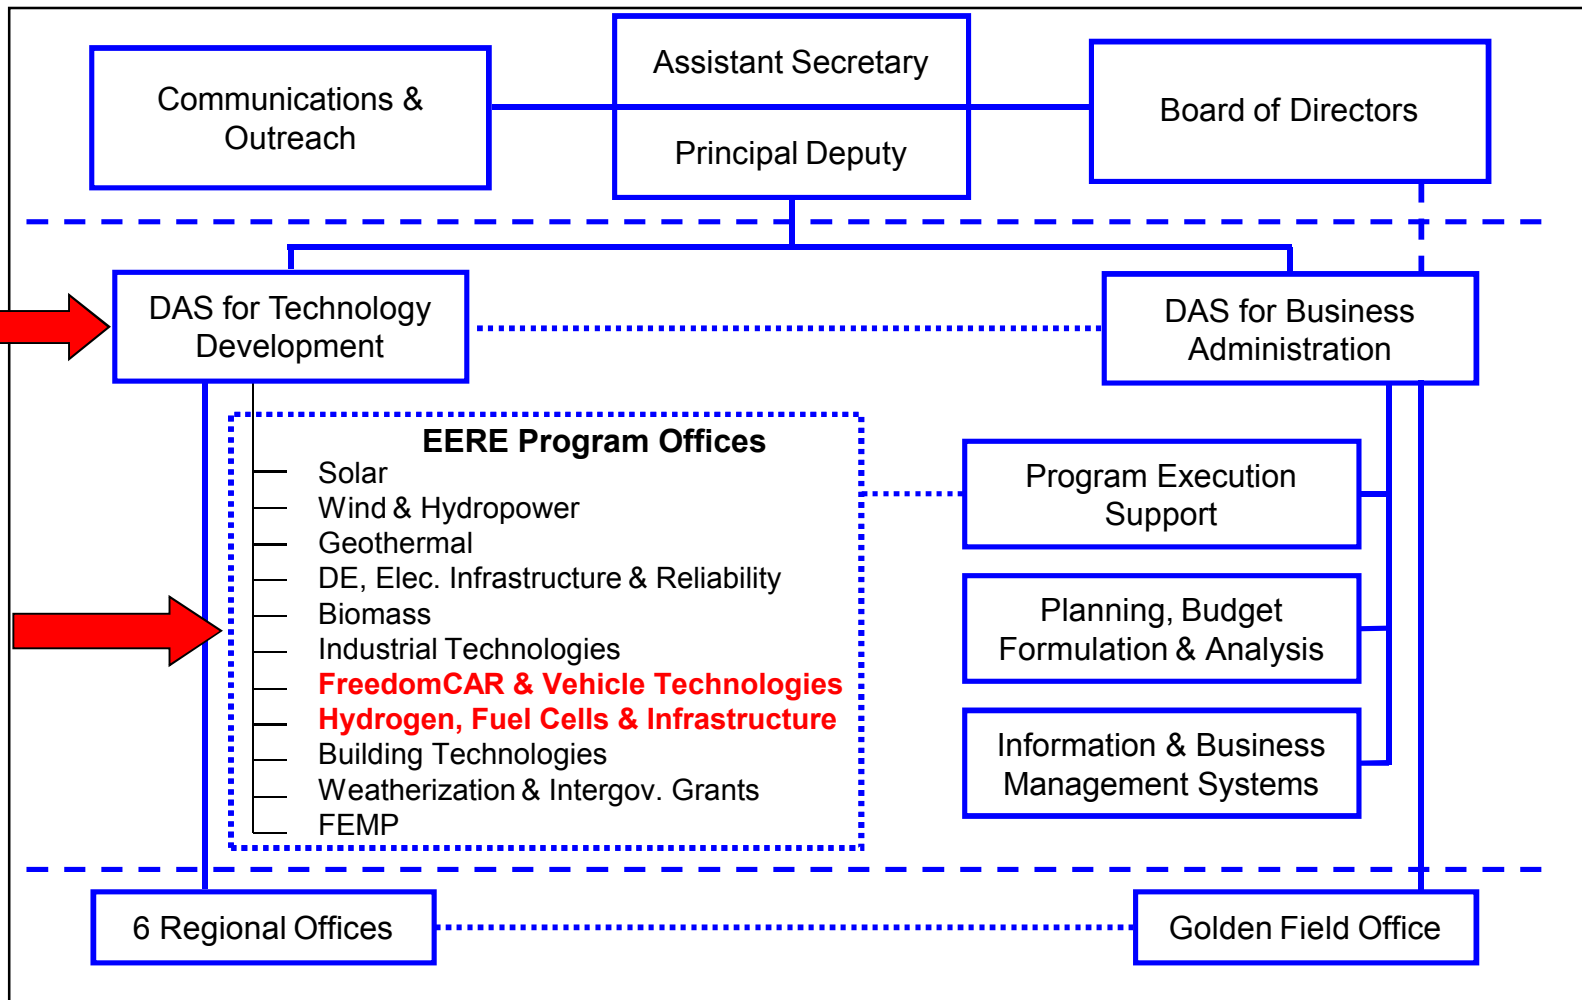 Communications &
Outreach
Assistant Secretary
Principal Deputy
Board of Directors
DAS for Technology
Development
DAS for Business
Administration
EERE Program Offices
Solar
Wind & Hydropower
Geothermal
DE, Elec. Infrastructure & Reliability
Biomass
Industrial Technologies
FreedomCAR & Vehicle Technologies
Hydrogen, Fuel Cells & Infrastructure
Building Technologies
Weatherization & Intergov. Grants
FEMP
Program Execution
Support
Planning, Budget
Formulation & Analysis
Information & Business
Management Systems
6 Regional Offices
Golden Field Office